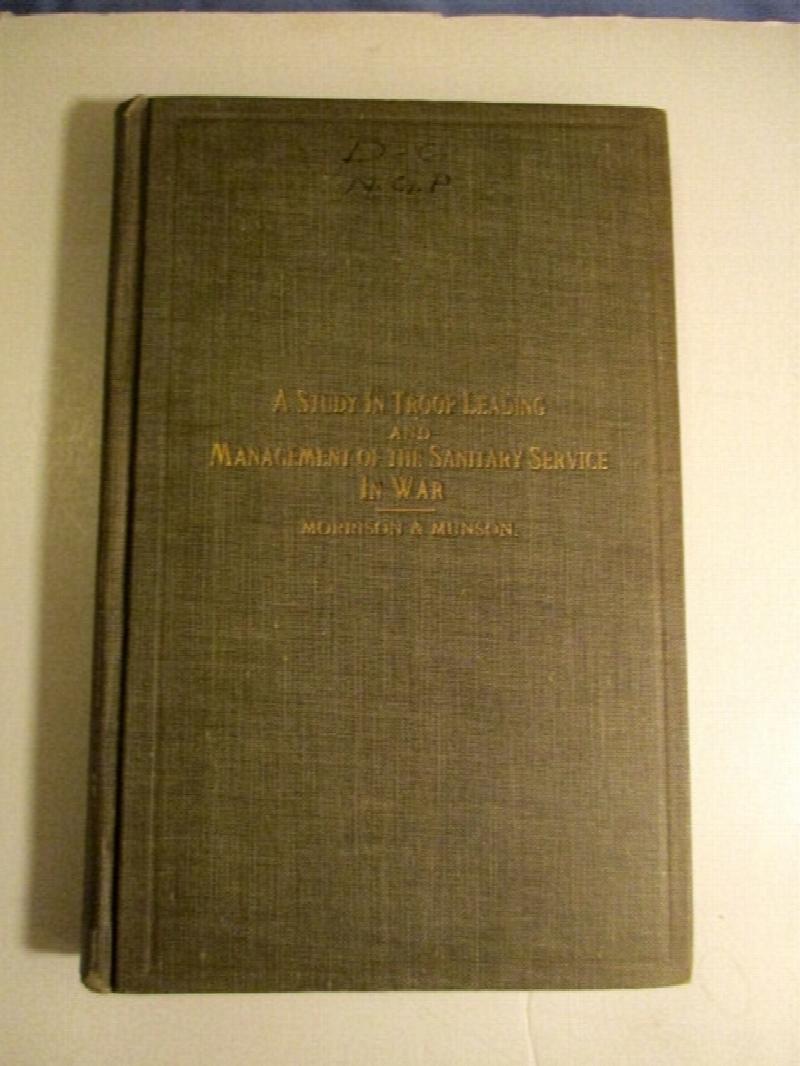 D-C
N.G.P
A STUDY IN TROOP LEADING
AND
MANAGEMENT OF THE SANITARY SERVICE
IN WAR
MORRISON & MUNSON.